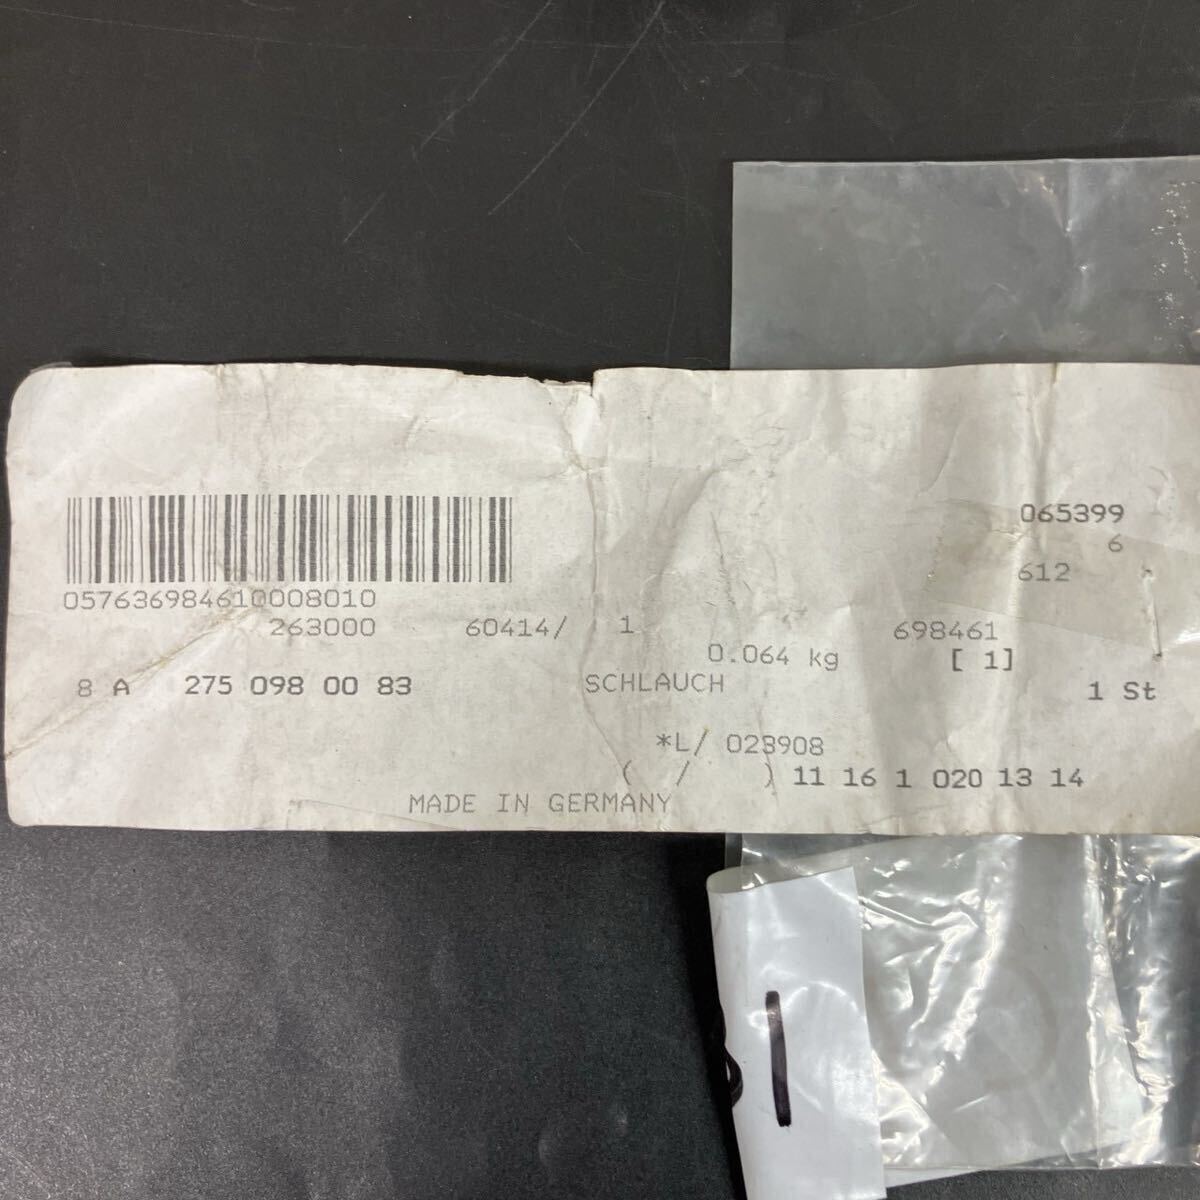 065399
6
612
057636984610008010
263000 60414/ 1 698461
0.064 kg [ 1]
8 A 275 098 00 83 SCHLAUCH 1 St
*L/ 023908
( / ) 11 16 1 020 13 14
MADE IN GERMANY